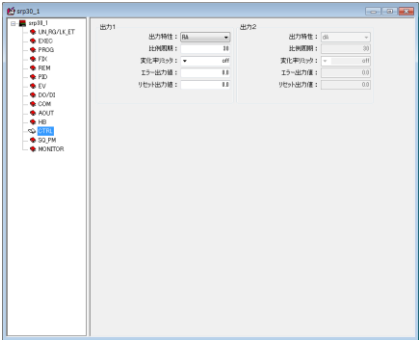 srp30_1
srp30_1
UN_RG/LK_ET
EXEC
PROG
FIX
REM
PID
EV
DO/DI
COM
AOUT
HB
CTRL
SQ_PM
MONITOR
出力1
出力特性： RA
比例周期： 30
変化率リミッタ： off
エラー出力値： 0.0
リセット出力値： 0.0
出力2
出力特性： dA
比例周期： 30
変化率リミッタ： off
エラー出力値： 0.0
リセット出力値： 0.0